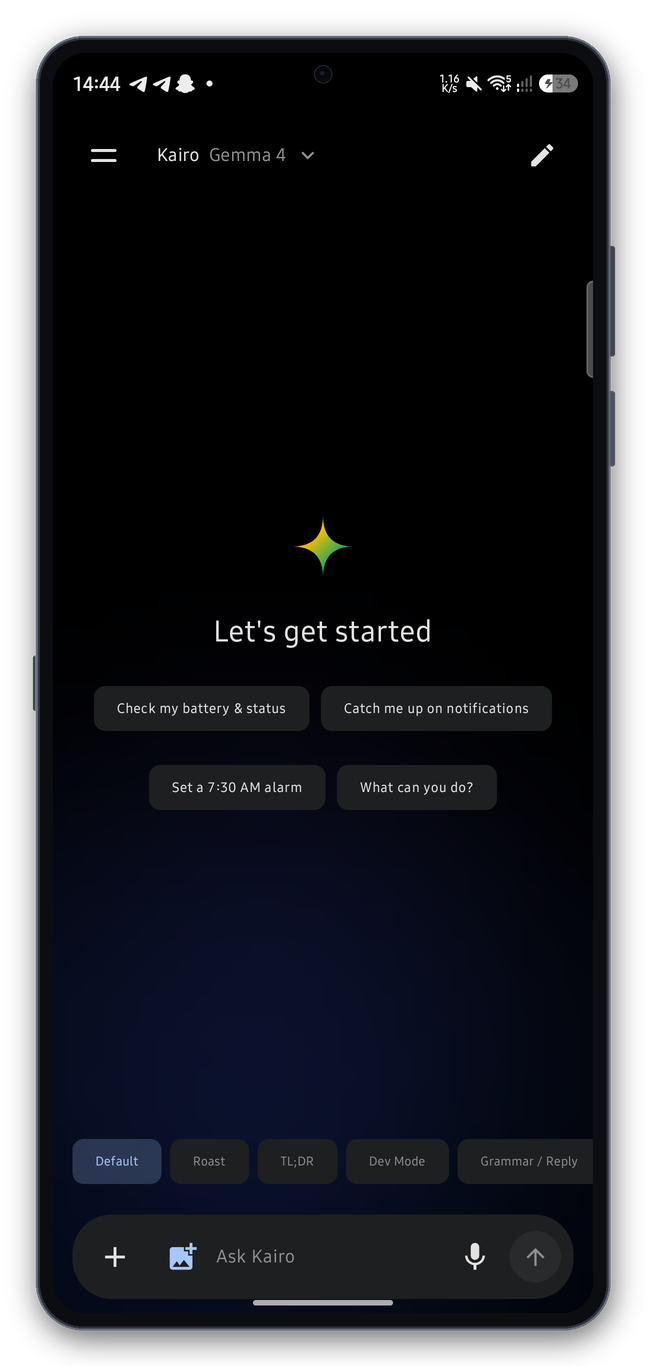 14:44
1.16
K/s
5
34
Kairo Gemma 4
Let's get started
Check my battery & status
Catch me up on notifications
Set a 7:30 AM alarm
What can you do?
Default
Roast
TL;DR
Dev Mode
Grammar / Reply
Ask Kairo